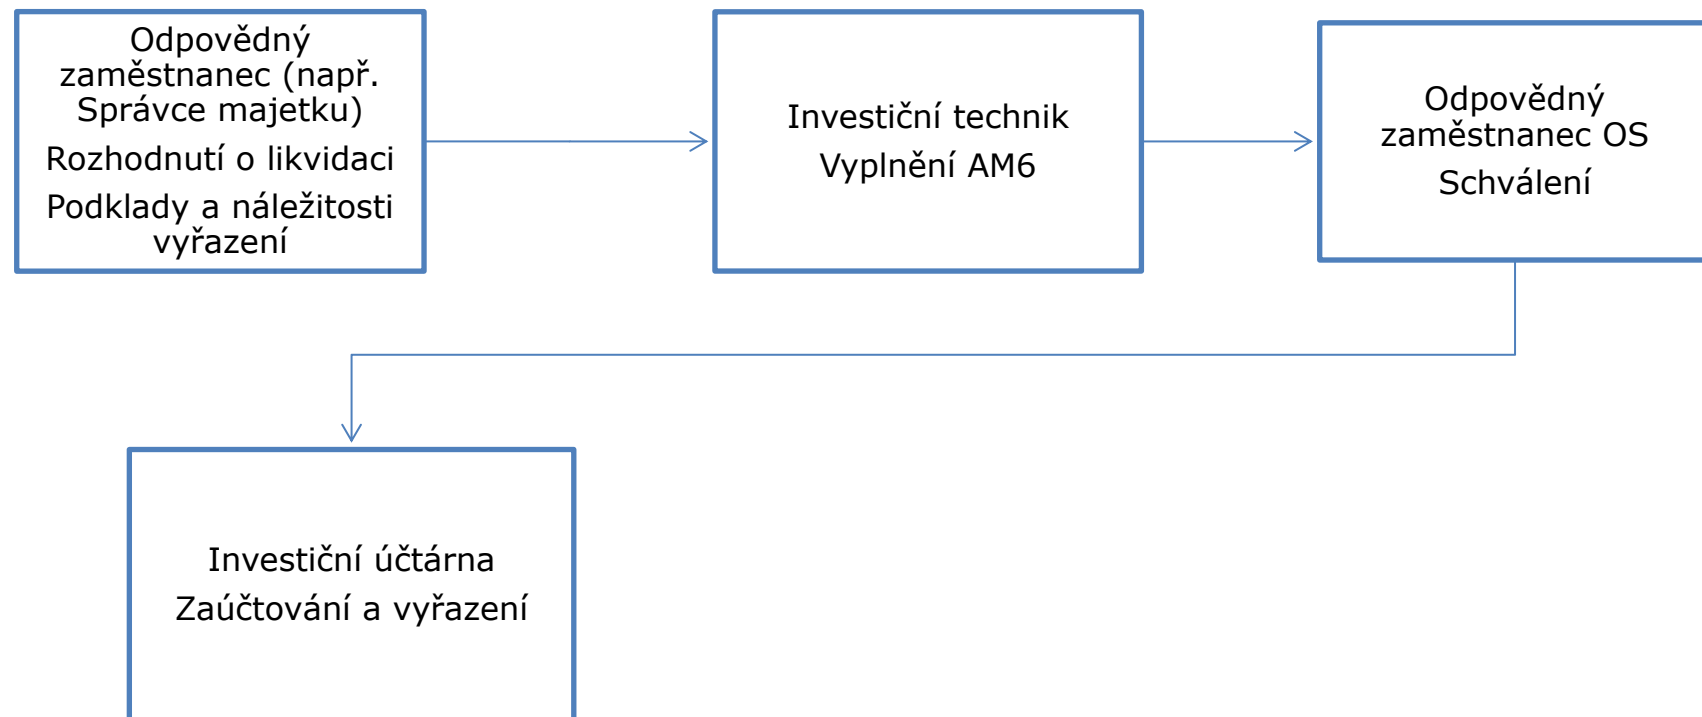 Odpovědný
zaměstnanec (např.
Správce majetku)
Rozhodnutí o likvidaci
Podklady a náležitosti
vyřazení
Investiční technik
Vyplnění AM6
Odpovědný
zaměstnanec OS
Schválení
Investiční účtárna
Zaúčtování a vyřazení